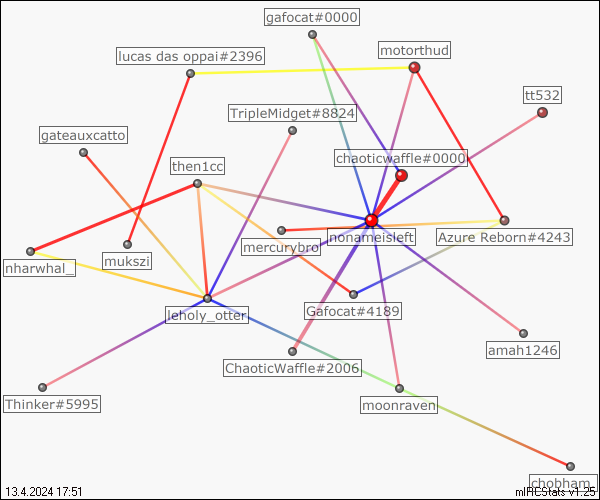 gafocat#0000
motorthud
lucas das oppai#2396
tt532
TripleMidget#8824
gateauxcatto
chaoticwaffle#0000
then1cc
nonameisleft
Azure Reborn#4243
mercurybro
mukszi
nharwhal_
leholy_otter
Gafocat#4189
amah1246
ChaoticWaffle#2006
Thinker#5995
moonraven
chobham_
13.4.2024 17:51
mIRCStats v1.25